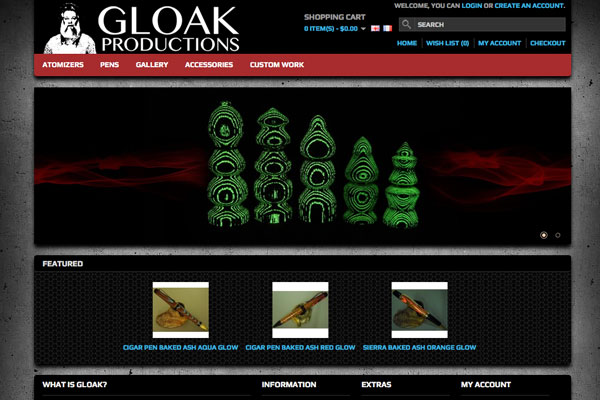 GLOAK
PRODUCTIONS
SHOPPING CART
0 ITEM(S) - $0.00
WELCOME, YOU CAN LOGIN OR CREATE AN ACCOUNT.
SEARCH
HOME WISH LIST (0) MY ACCOUNT CHECKOUT
ATOMIZERS PENS GALLERY ACCESSORIES CUSTOM WORK
FEATURED
CIGAR PEN BAKED ASH AQUA GLOW
CIGAR PEN BAKED ASH RED GLOW
SIERRA BAKED ASH ORANGE GLOW
WHAT IS GLOAK? INFORMATION EXTRAS MY ACCOUNT